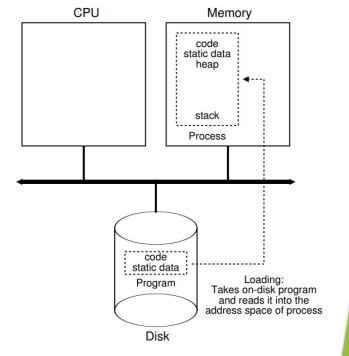 CPU
Memory
code
static data
heap
stack
Process
code
static data
Program
Loading:
Takes on-disk program
and reads it into the
address space of process
Disk